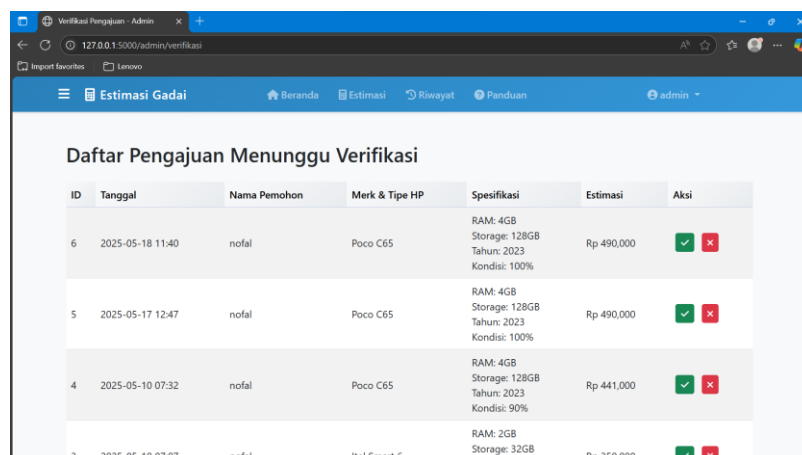 Verifikasi Pengajuan - Admin
127.0.0.1:5000/admin/verifikasi
Import favorites Lenovo
Estimasi Gadai Beranda Estimasi Riwayat Panduan admin
Daftar Pengajuan Menunggu Verifikasi
ID Tanggal Nama Pemohon Merk & Tipe HP Spesifikasi Estimasi Aksi
RAM: 4GB
Storage: 128GB
6 2025-05-18 11:40 nofal Poco C65 Rp 490,000
Tahun: 2023
Kondisi: 100%
RAM: 4GB
Storage: 128GB
5 2025-05-17 12:47 nofal Poco C65 Rp 490,000
Tahun: 2023
Kondisi: 100%
RAM: 4GB
Storage: 128GB
4 2025-05-10 07:32 nofal Poco C65 Rp 441,000
Tahun: 2023
Kondisi: 90%
RAM: 2GB
Storage: 32GB